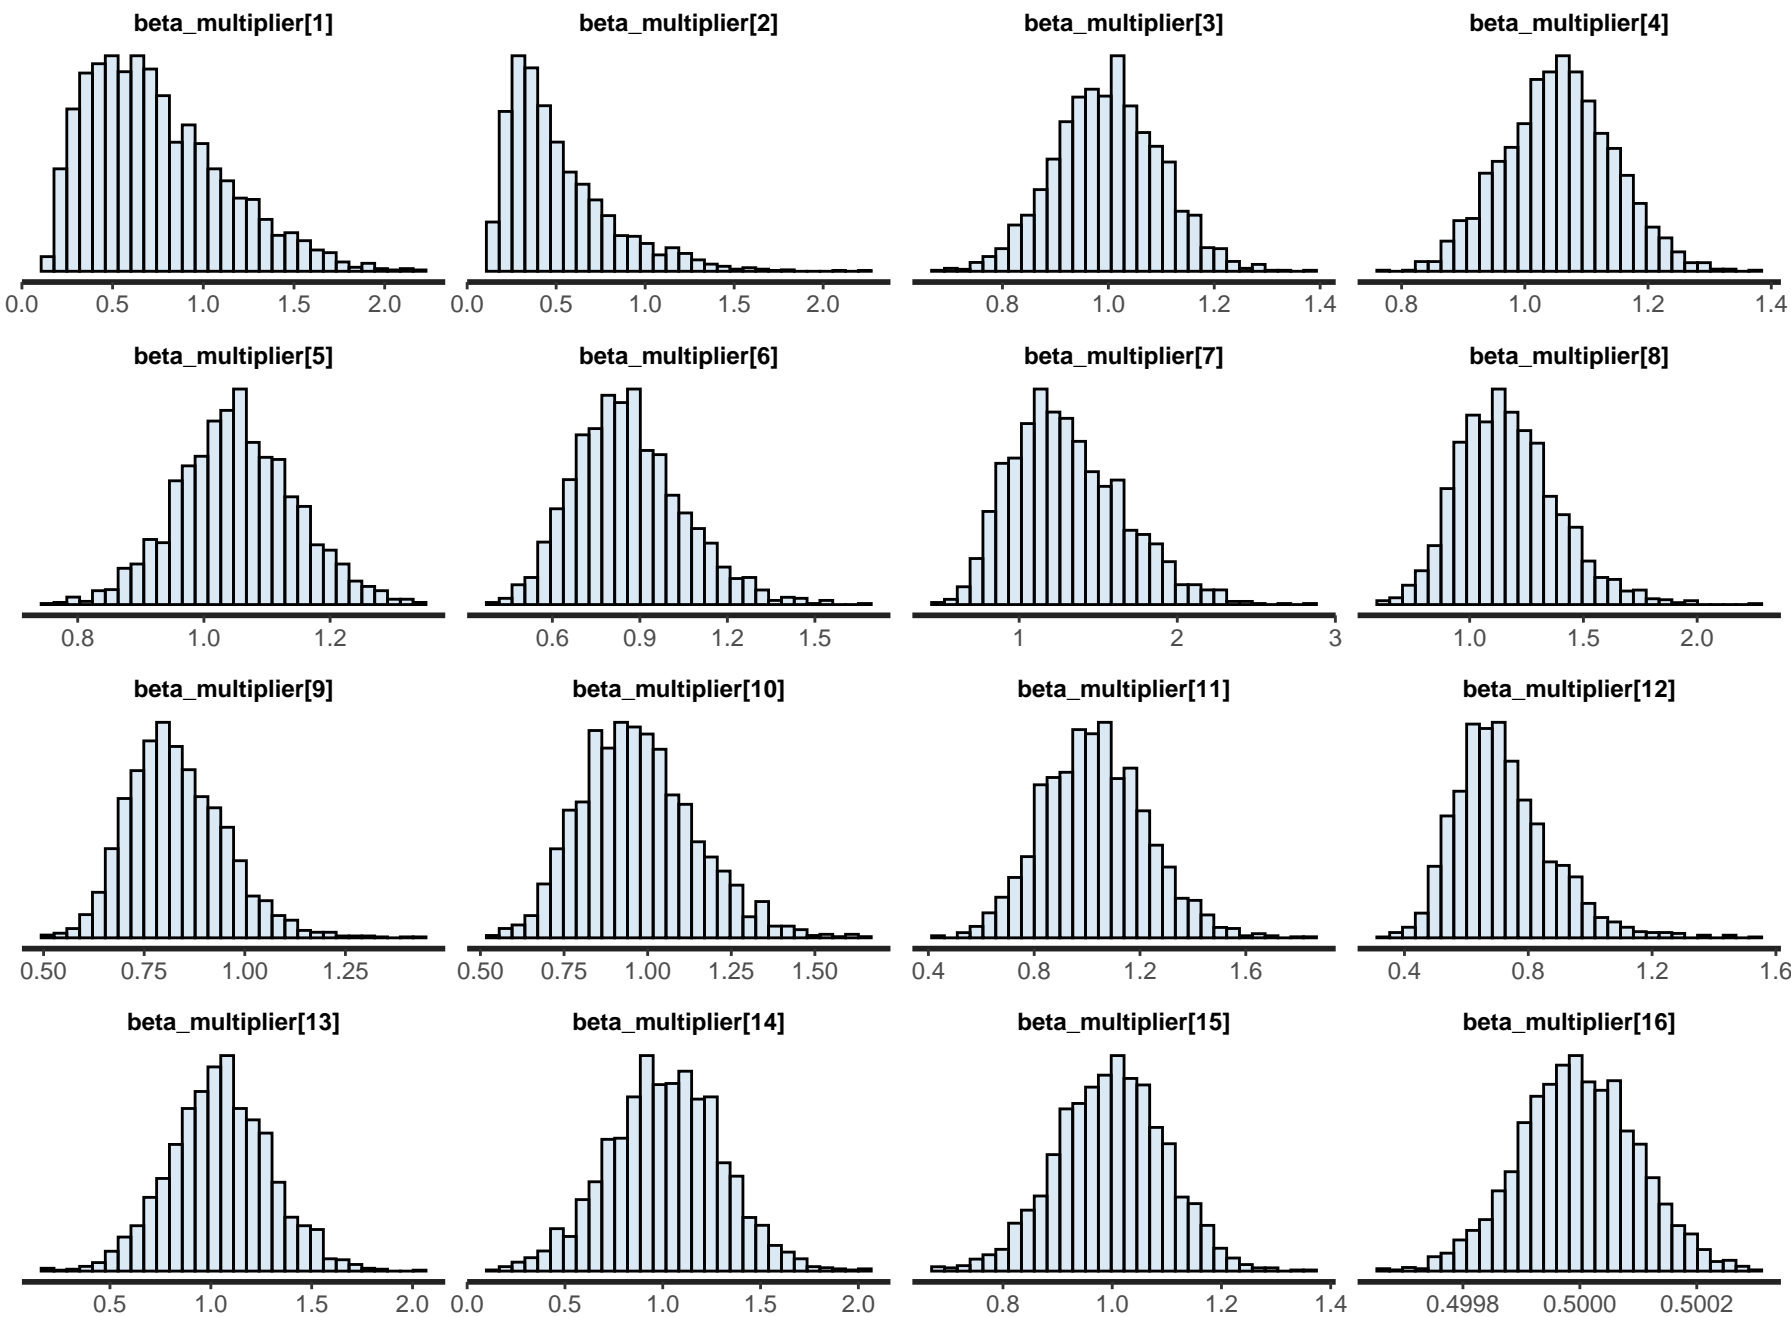 beta_multiplier[1] beta_multiplier[2] beta_multiplier[3] beta_multiplier[4]
0.0 0.5 1.0 1.5 2.0 0.0 0.5 1.0 1.5 2.0 0.8 1.0 1.2 1.4 0.8 1.0 1.2 1.4
beta_multiplier[5] beta_multiplier[6] beta_multiplier[7] beta_multiplier[8]
0.8 1.0 1.2 0.6 0.9 1.2 1.5 1 2 3 1.0 1.5 2.0
beta_multiplier[9] beta_multiplier[10] beta_multiplier[11] beta_multiplier[12]
0.50 0.75 1.00 1.25 0.50 0.75 1.00 1.25 1.50 0.4 0.8 1.2 1.6 0.4 0.8 1.2 1.6
beta_multiplier[13] beta_multiplier[14] beta_multiplier[15] beta_multiplier[16]
0.5 1.0 1.5 2.0 0.0 0.5 1.0 1.5 2.0 0.8 1.0 1.2 1.4 0.4998 0.5000 0.5002